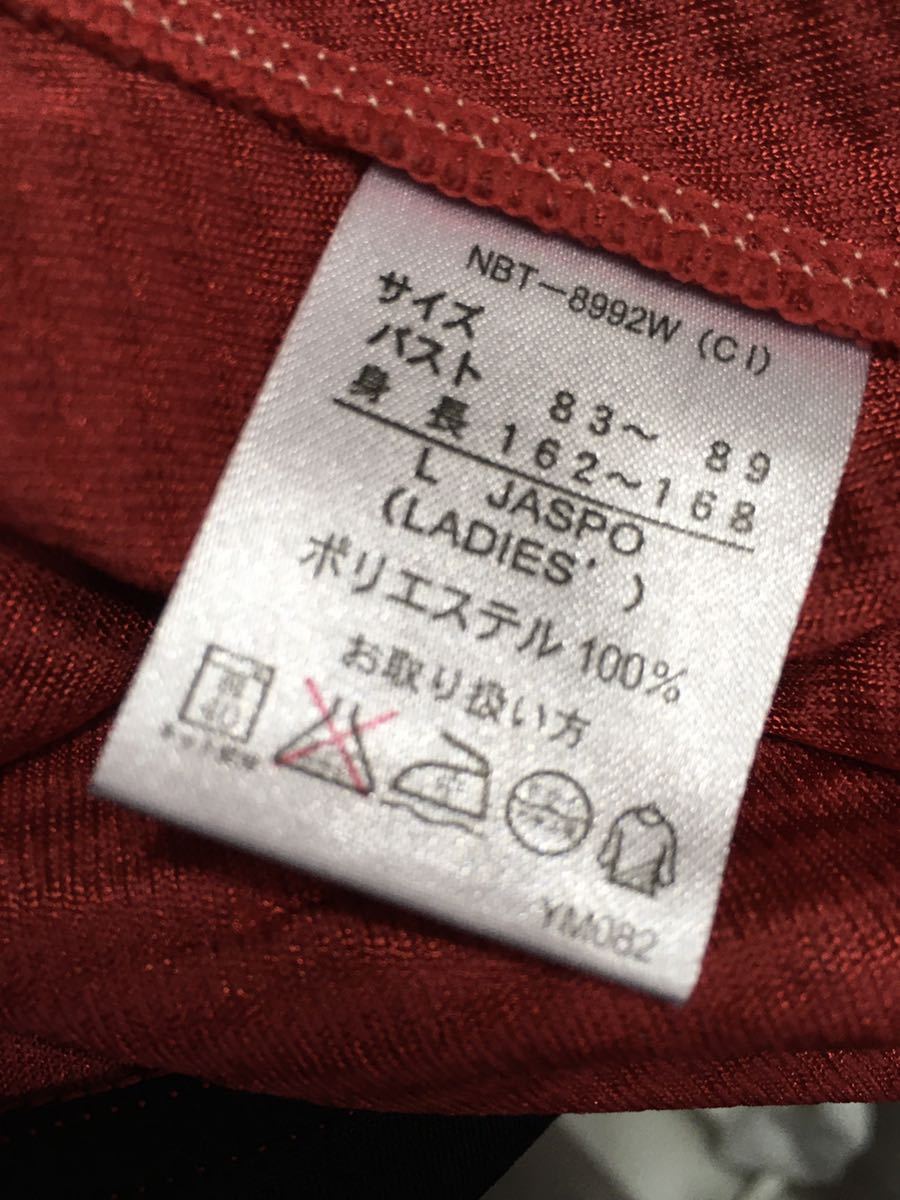 NBT-8992W (CI)
サイズ
バスト 83~ 89
身 長 162~168
L JASPO
(LADIES' )
ポリエステル 100%
お取り扱い方
40
YM082